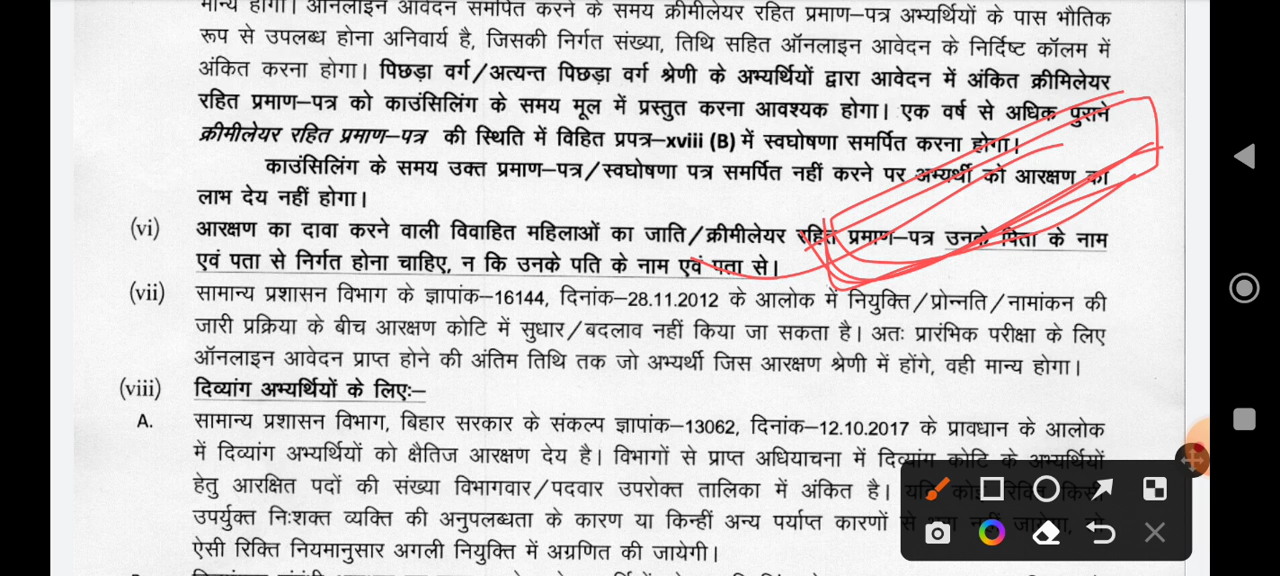 मान्य होगा। ऑनलाइन आवेदन समर्पित करने के समय क्रीमीलेयर रहित प्रमाण–पत्र अभ्यर्थियों के पास भौतिक
रूप से उपलब्ध होना अनिवार्य है, जिसकी निर्गत संख्या, तिथि सहित ऑनलाइन आवेदन के निर्दिष्ट कॉलम में
अंकित करना होगा। पिछड़ा वर्ग/अत्यन्त पिछड़ा वर्ग श्रेणी के अभ्यर्थियों द्वारा आवेदन में अंकित क्रीमिलेयर
रहित प्रमाण–पत्र को काउंसिलिंग के समय मूल में प्रस्तुत करना आवश्यक होगा। एक वर्ष से अधिक पुराने
क्रीमीलेयर रहित प्रमाण–पत्र की स्थिति में विहित प्रपत्र–xviii (B) में स्वघोषणा समर्पित करना होगा।
काउंसिलिंग के समय उक्त प्रमाण–पत्र/स्वघोषणा पत्र समर्पित नहीं करने पर अभ्यर्थी को आरक्षण का
लाभ देय नहीं होगा।
(vi) आरक्षण का दावा करने वाली विवाहित महिलाओं का जाति/क्रीमीलेयर रहित प्रमाण–पत्र उनके पिता के नाम
एवं पता से निर्गत होना चाहिए, न कि उनके पति के नाम एवं पता से।
(vii) सामान्य प्रशासन विभाग के ज्ञापांक–16144, दिनांक–28.11.2012 के आलोक में नियुक्ति/प्रोन्नति/नामांकन की
जारी प्रक्रिया के बीच आरक्षण कोटि में सुधार/बदलाव नहीं किया जा सकता है। अतः प्रारंभिक परीक्षा के लिए
ऑनलाइन आवेदन प्राप्त होने की अंतिम तिथि तक जो अभ्यर्थी जिस आरक्षण श्रेणी में होंगे, वही मान्य होगा।
(viii) दिव्यांग अभ्यर्थियों के लिएः–
A. सामान्य प्रशासन विभाग, बिहार सरकार के संकल्प ज्ञापांक–13062, दिनांक–12.10.2017 के प्रावधान के आलोक
में दिव्यांग अभ्यर्थियों को क्षैतिज आरक्षण देय है। विभागों से प्राप्त अधियाचना में दिव्यांग कोटि के अभ्यर्थियों
हेतु आरक्षित पदों की संख्या विभागवार/पदवार उपरोक्त तालिका में अंकित है।
उपर्युक्त निःशक्त व्यक्ति की अनुपलब्धता के कारण या किन्हीं अन्य पर्याप्त कारणों
ऐसी रिक्ति नियमानुसार अगली नियुक्ति में अग्रणित की जायेगी।